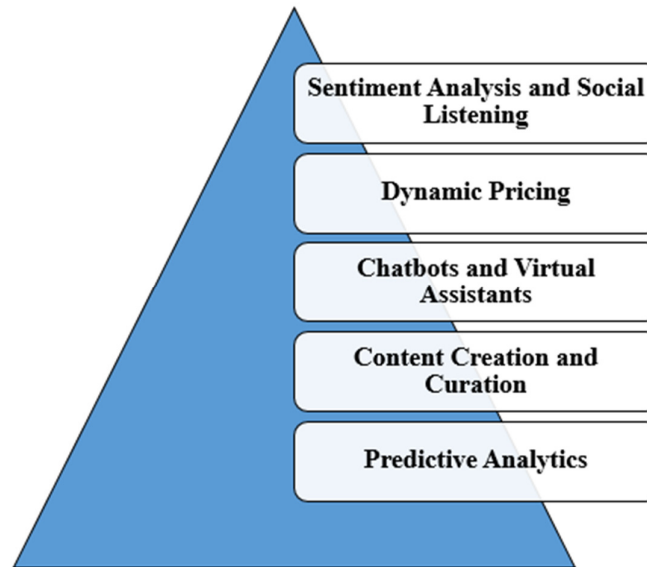 Sentiment Analysis and Social
Listening
Dynamic Pricing
Chatbots and Virtual
Assistants
Content Creation and
Curation
Predictive Analytics